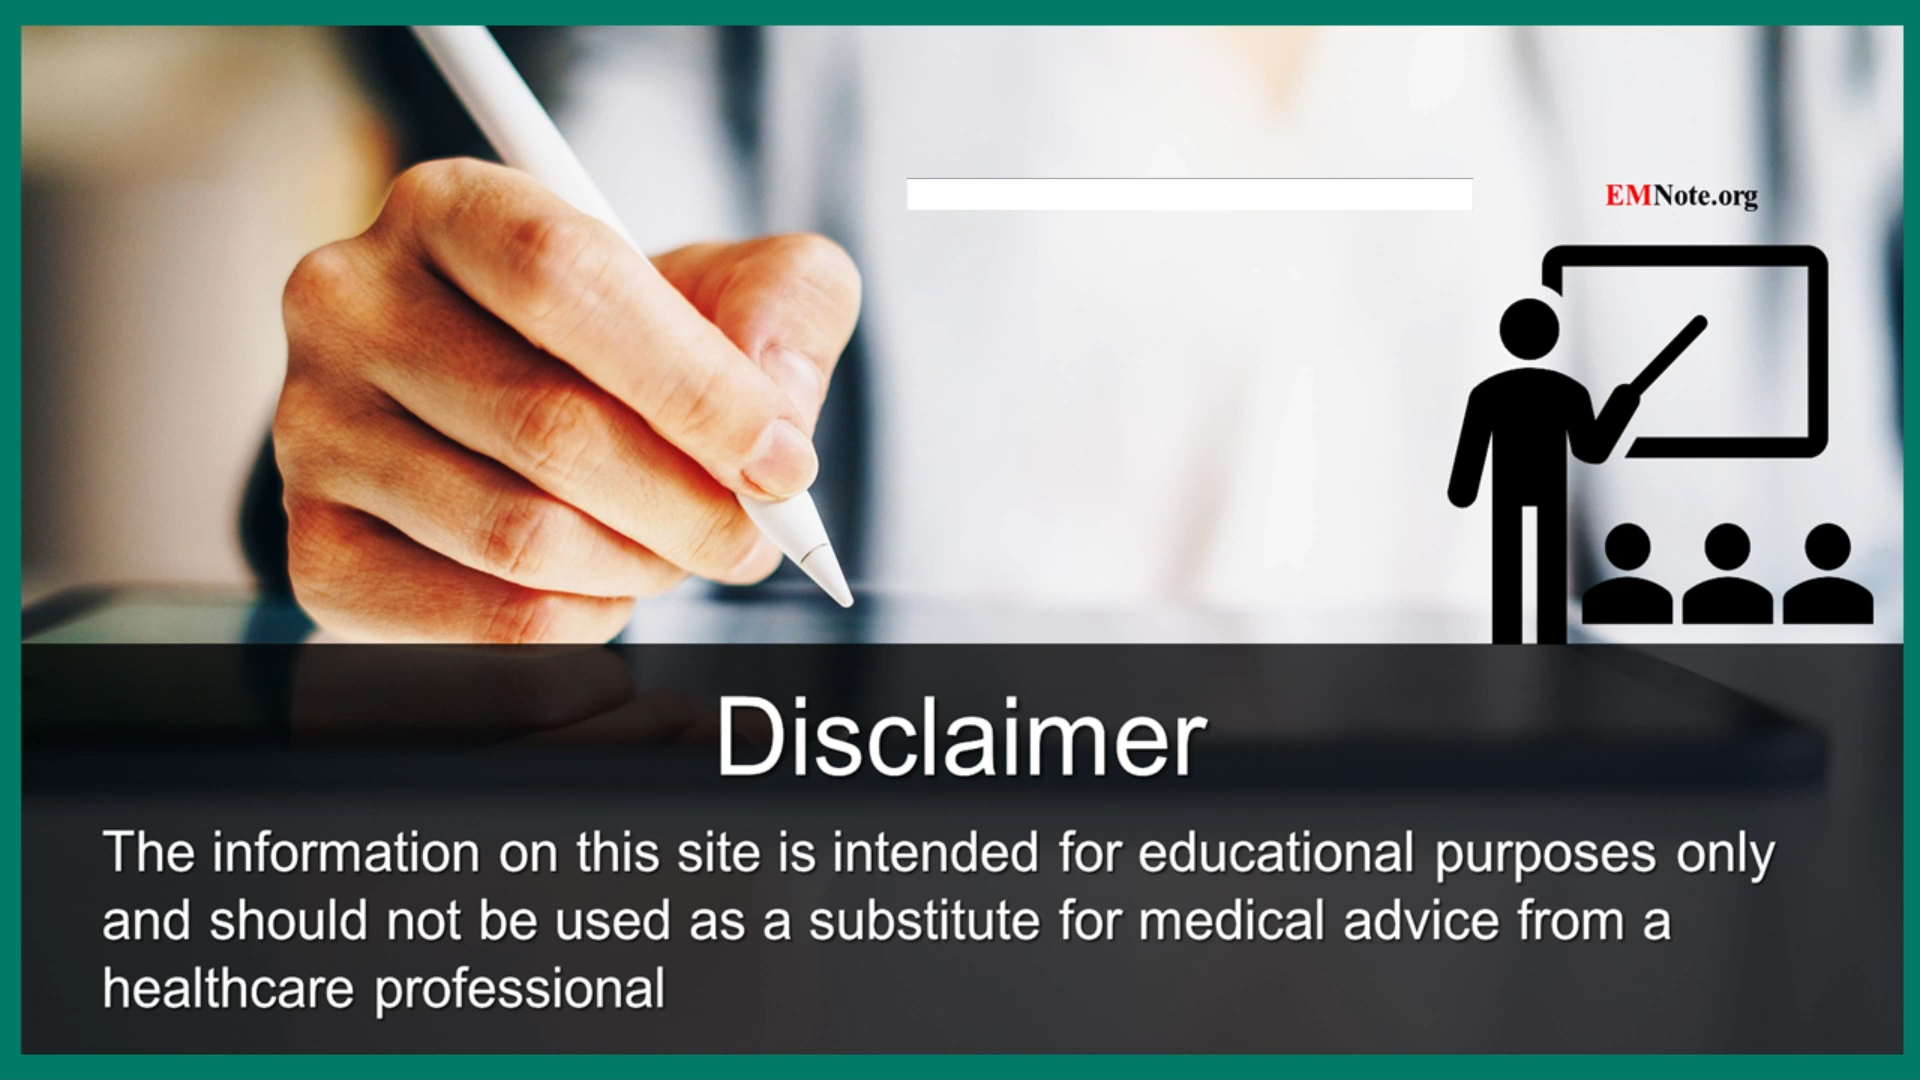 EMNote.org
Disclaimer
The information on this site is intended for educational purposes only
and should not be used as a substitute for medical advice from a
healthcare professional